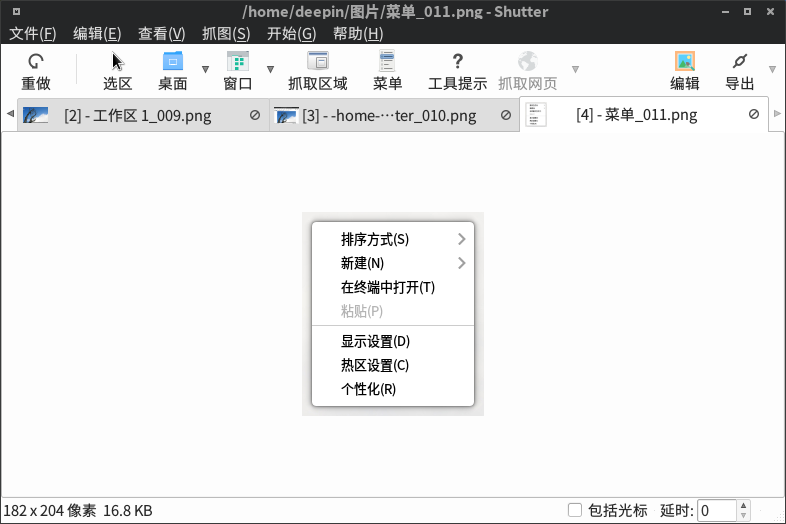 /home/deepin/图片/菜单_011.png - Shutter
文件(F) 编辑(E) 查看(V) 抓图(S) 开始(G) 帮助(H)
重做 选区 桌面 窗口 抓取区域 菜单 工具提示 抓取网页 编辑 导出
[2] - 工作区 1_009.png [3] - -home-⋯ter_010.png [4] - 菜单_011.png
排序方式(S)
新建(N)
在终端中打开(T)
粘贴(P)
显示设置(D)
热区设置(C)
个性化(R)
182 x 204 像素 16.8 KB 包括光标 延时: 0